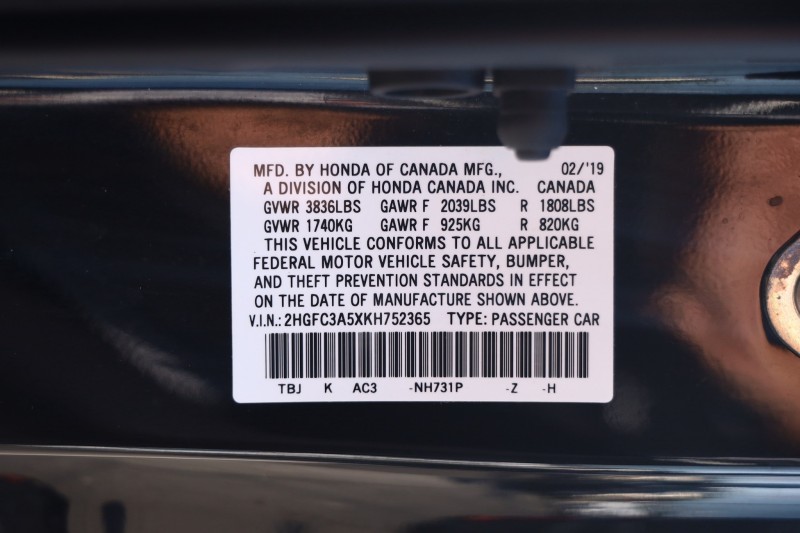 MFD. BY HONDA OF CANADA MFG., 02/'19
A DIVISION OF HONDA CANADA INC. CANADA
GVWR 3836LBS GAWR F 2039LBS R 1808LBS
GVWR 1740KG GAWR F 925KG R 820KG
THIS VEHICLE CONFORMS TO ALL APPLICABLE
FEDERAL MOTOR VEHICLE SAFETY, BUMPER,
AND THEFT PREVENTION STANDARDS IN EFFECT
ON THE DATE OF MANUFACTURE SHOWN ABOVE.
V.I.N.: 2HGFC3A5XKH752365 TYPE: PASSENGER CAR
TBJ K AC3 -NH731P -Z -H